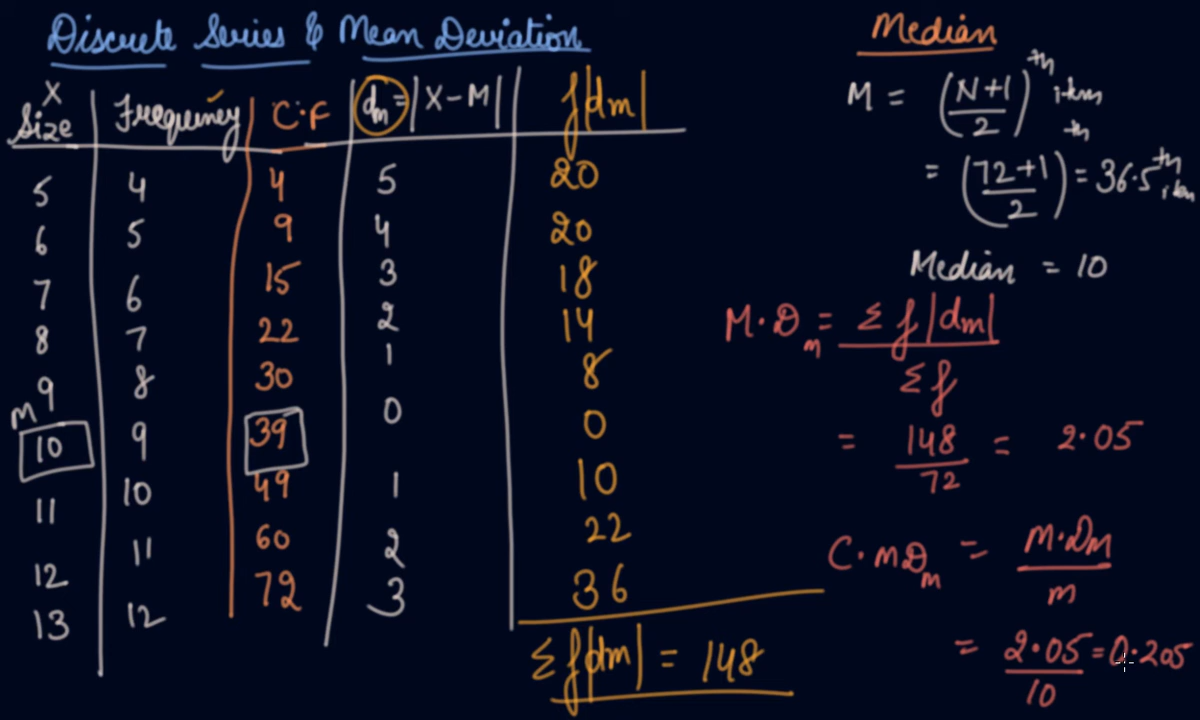 Discrete Series & Mean Deviation
X Size | Frequency | C.F | dm = |X-M| | f|dm|
5 | 4 | 4 | 5 | 20
6 | 5 | 9 | 4 | 20
7 | 6 | 15 | 3 | 18
8 | 7 | 22 | 2 | 14
9 | 8 | 30 | 1 | 8
M 10 | 9 | 39 | 0 | 0
11 | 10 | 49 | 1 | 10
12 | 11 | 60 | 2 | 22
13 | 12 | 72 | 3 | 36
Σf|dm| = 148
Median
M = ((N+1)/2)th item
= ((72+1)/2)th = 36.5th item
Median = 10
M.Dm = Σf|dm| / Σf
= 148/72 = 2.05
C.MDm = M.DM / m
= 2.05/10 = 0.205